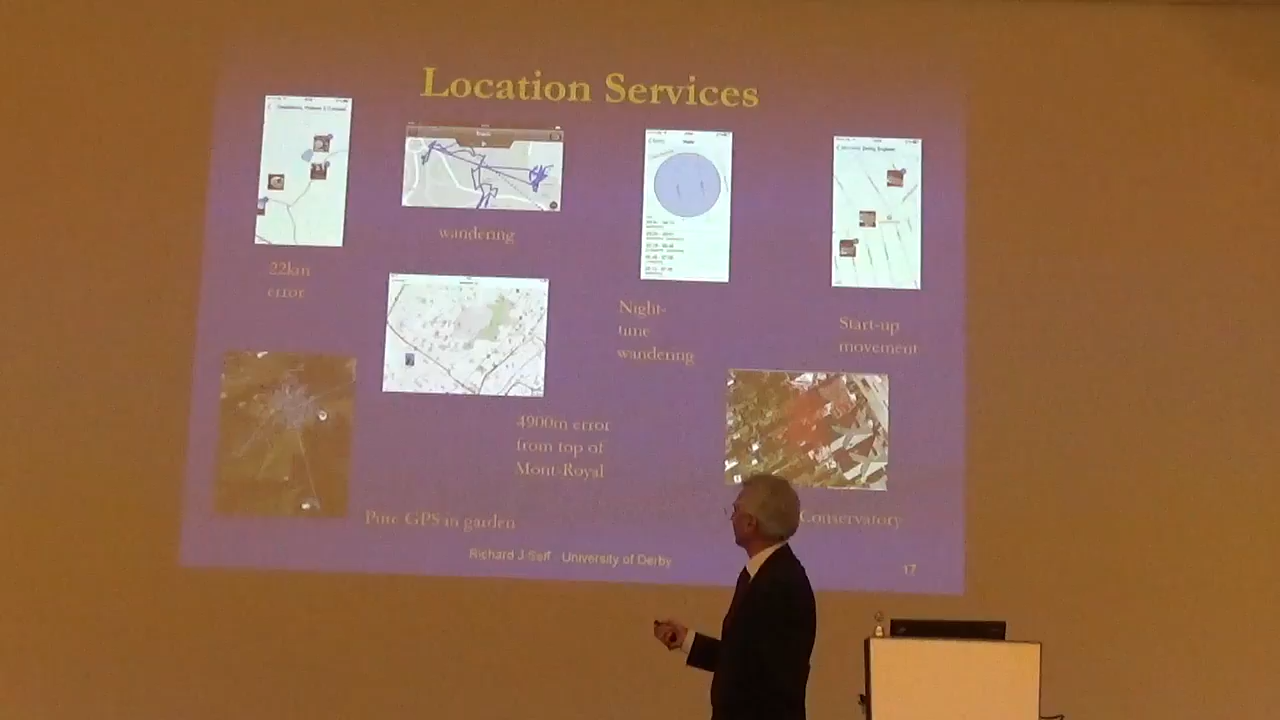 Location Services
22km
error
wandering
Night-
time
wandering
Start-up
movement
4900m error
from top of
Mont-Royal
Pure GPS in garden
Conservatory
Richard J Self University of Derby
17